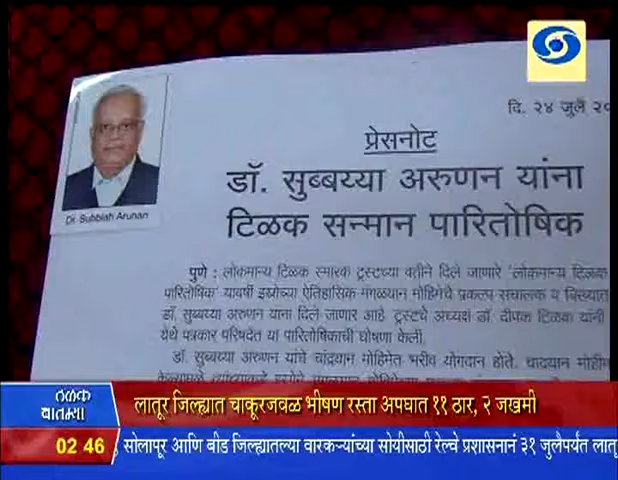 दि. २४ जुलै २०
प्रेसनोट
डॉ. सुब्बय्या अरुणन यांना
टिळक सन्मान पारितोषिक
Dr. Subbiah Arunan
पुणे : लोकमान्य टिळक स्मारक ट्रस्टच्या वतीने दिले जाणारे 'लोकमान्य टिळक
पारितोषिक' यावर्षी इस्रोच्या ऐतिहासिक मंगळयान मोहिमेचे प्रकल्प संचालक व विख्यात
डॉ. सुब्बय्या अरुणन यांना दिले जाणार आहे. ट्रस्टचे अध्यक्ष डॉ. दीपक टिळक यांनी
येथे पत्रकार परिषदेत या पारितोषिकाची घोषणा केली.
डॉ. सुब्बय्या अरुणन यांचे चांद्रयान मोहिमेत भरीव योगदान होते. चांद्रयान मोहीम
ठळक
बातम्या
लातूर जिल्ह्यात चाकूरजवळ भीषण रस्ता अपघात ११ ठार, २ जखमी
02 46
सोलापूर आणि बीड जिल्ह्यातल्या वारकऱ्यांच्या सोयीसाठी रेल्वे प्रशासनानं ३१ जुलैपर्यंत लातू